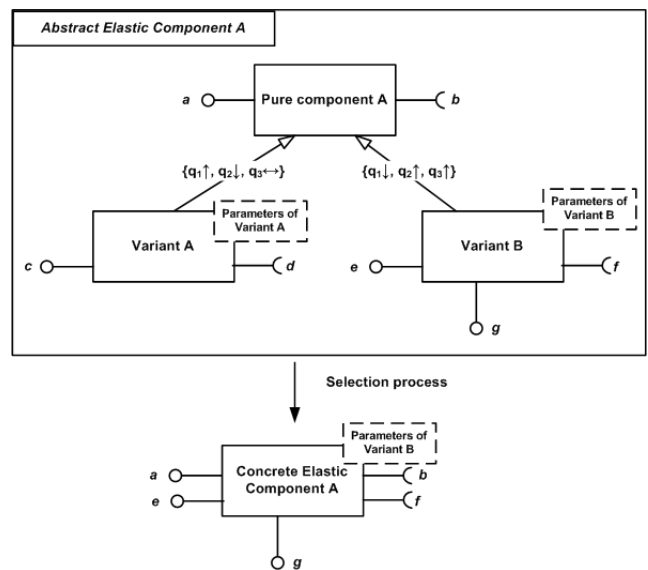 Abstract Elastic Component A
a
Pure component A
b
{q₁↑, q₂↓, q₃↔}
{q₁↓, q₂↑, q₃↑}
Parameters of
Variant A
Parameters of
Variant B
Variant A
Variant B
c
d
e
f
g
Selection process
Parameters of
Variant B
a
Concrete Elastic
Component A
b
e
f
g